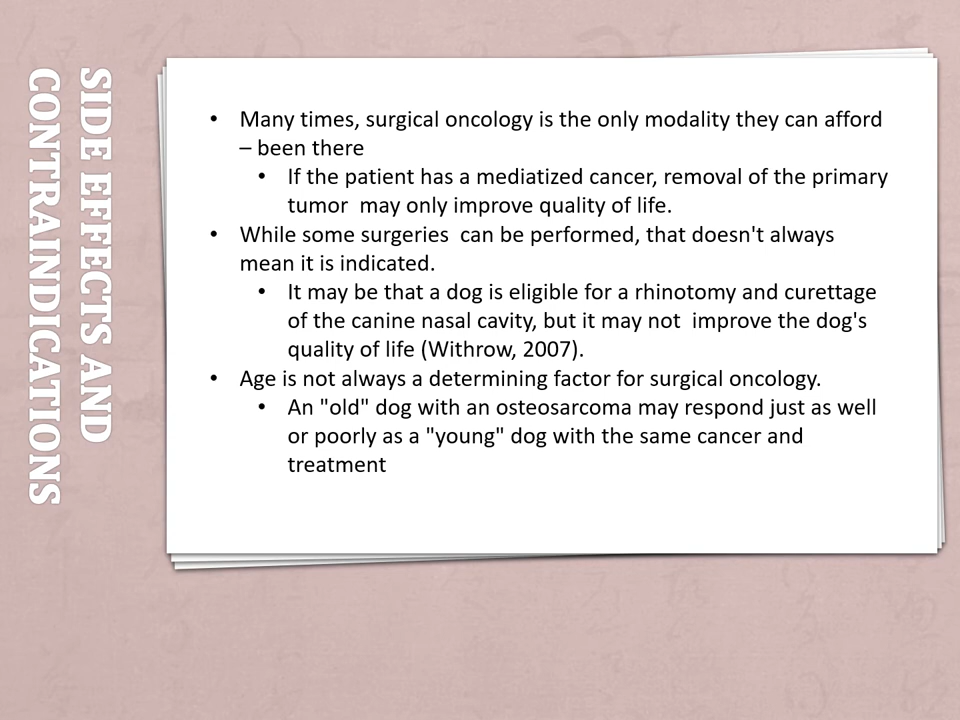 SIDE EFFECTS AND
CONTRAINDICATIONS
• Many times, surgical oncology is the only modality they can afford
– been there
• If the patient has a mediatized cancer, removal of the primary
tumor  may only improve quality of life.
• While some surgeries  can be performed, that doesn't always
mean it is indicated.
• It may be that a dog is eligible for a rhinotomy and curettage
of the canine nasal cavity, but it may not  improve the dog's
quality of life (Withrow, 2007).
• Age is not always a determining factor for surgical oncology.
• An "old" dog with an osteosarcoma may respond just as well
or poorly as a "young" dog with the same cancer and
treatment